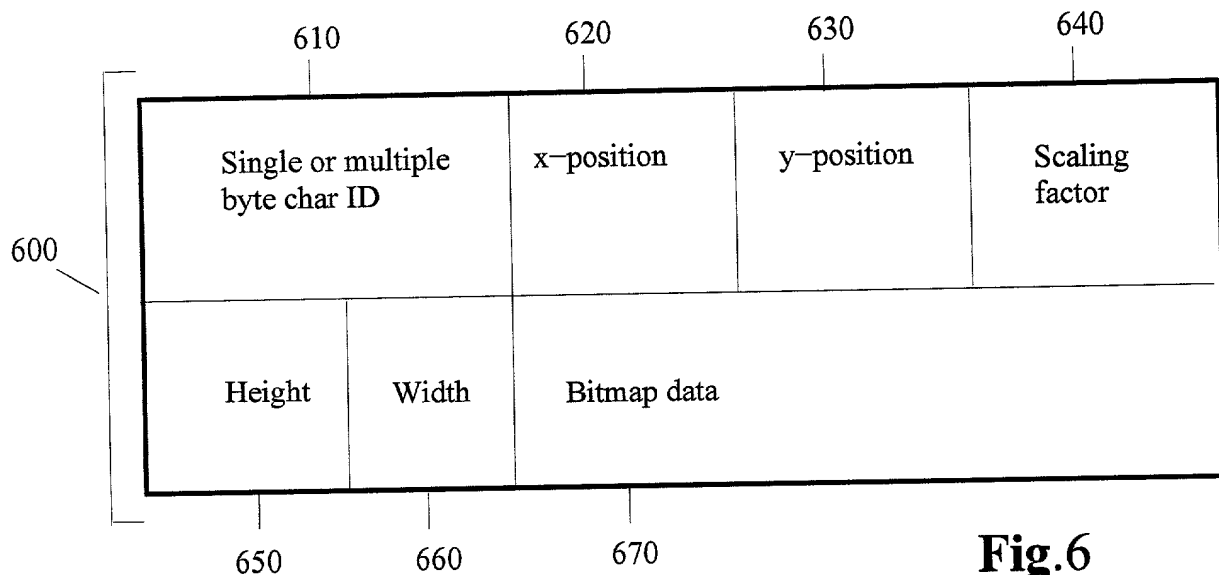 610 620 630 640
Single or multiple
byte char ID
x-position
y-position
Scaling
factor
600
Height
Width
Bitmap data
650 660 670
Fig.6